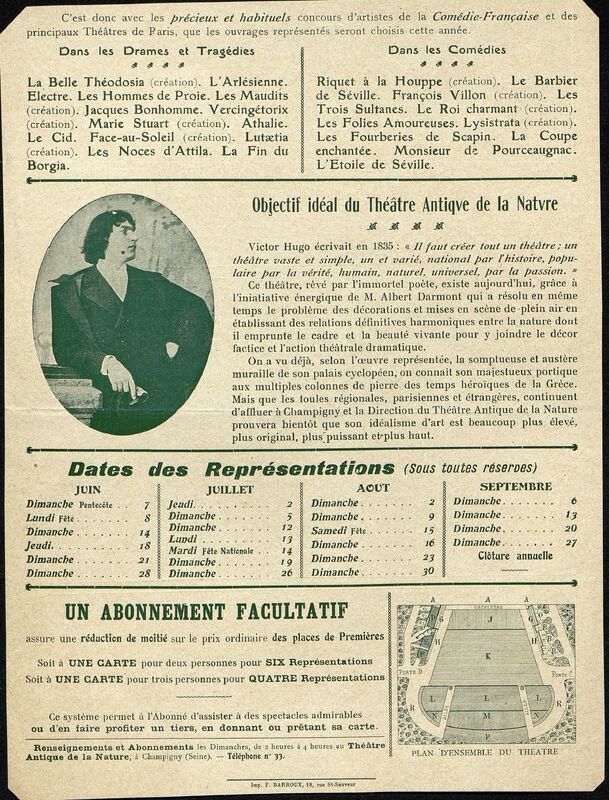 C'est donc avec les précieux et habituels concours d'artistes de la Comédie-Française et des
principaux Théâtres de Paris, que les ouvrages représentés seront choisis cette année.
Dans les Drames et Tragédies
La Belle Théodosia (création). L'Arlésienne.
Electre. Les Hommes de Proie. Les Maudits
(création). Jacques Bonhomme. Vercingétorix
(création). Marie Stuart (création). Athalie.
Le Cid. Face-au-Soleil (création). Lutætia
(création). Les Noces d'Attila. La Fin du
Borgia.
Dans les Comédies
Riquet à la Houppe (création). Le Barbier
de Séville. François Villon (création). Les
Trois Sultanes. Le Roi charmant (création).
Les Folies Amoureuses. Lysistrata (création).
Les Fourberies de Scapin. La Coupe
enchantée. Monsieur de Pourceaugnac.
L'Etoile de Séville.
Objectif idéal du Théâtre Antiqve de la Natvre
Victor Hugo écrivait en 1835 : « Il faut créer tout un théâtre ; un
théâtre vaste et simple, un et varié, national par l'histoire, popu-
laire par la vérité, humain, naturel, universel, par la passion. »
Ce théâtre, rêvé par l'immortel poète, existe aujourd'hui, grâce à
l'iniatiative énergique de M. Albert Darmont qui a résolu en même
temps le problème des décorations et mises en scène de plein air en
établissant des relations définitives harmoniques entre la nature dont
il emprunte le cadre et la beauté vivante pour y joindre le décor
factice et l'action théâtrale dramatique.
On a vu déjà, selon l'œuvre représentée, la somptueuse et austère
muraille de son palais cyclopéen, on connait son majestueux portique
aux multiples colonnes de pierre des temps héroïques de la Grèce.
Mais que les foules régionales, parisiennes et étrangères, continuent
d'affluer à Champigny et la Direction du Théâtre Antique de la Nature
prouvera bientôt que son idéalisme d'art est beaucoup plus élevé,
plus original, plus puissant et plus haut.
Dates des Représentations (Sous toutes réserves)
JUIN
Dimanche Pentecôte . . 7
Lundi Fête . . . . 8
Dimanche . . . . . 14
Jeudi. . . . . . . 18
Dimanche . . . . . 21
Dimanche . . . . . 28
JUILLET
Jeudi. . . . . . . 2
Dimanche . . . . . 5
Dimanche . . . . . 12
Lundi . . . . . . 13
Mardi Fête Nationale . 14
Dimanche . . . . . 19
Dimanche . . . . . 26
AOUT
Dimanche . . . . . 2
Dimanche . . . . . 9
Samedi Fête . . . . 15
Dimanche . . . . . 16
Dimanche . . . . . 23
Dimanche . . . . . 30
SEPTEMBRE
Dimanche . . . . . 6
Dimanche . . . . . 13
Dimanche . . . . . 20
Dimanche . . . . . 27
Clôture annuelle
UN ABONNEMENT FACULTATIF
assure une réduction de moitié sur le prix ordinaire des places de Premières
Soit à UNE CARTE pour deux personnes pour SIX Représentations
Soit à UNE CARTE pour trois personnes pour QUATRE Représentations
Ce système permet à l'Abonné d'assister à des spectacles admirables
ou d'en faire profiter un tiers, en donnant ou prêtant sa carte.
Renseignements et Abonnements les Dimanches, de 2 heures à 4 heures au Théâtre
Antique de la Nature, à Champigny (Seine). — Téléphone n° 33.
A A A
ORCHESTRE
J
G
H
K
PORTE B
PORTE C
R L L L L R
N M N
P
PLAN D'ENSEMBLE DU THEATRE
Imp. F. BARROUX, 18, rue St-Sauveur